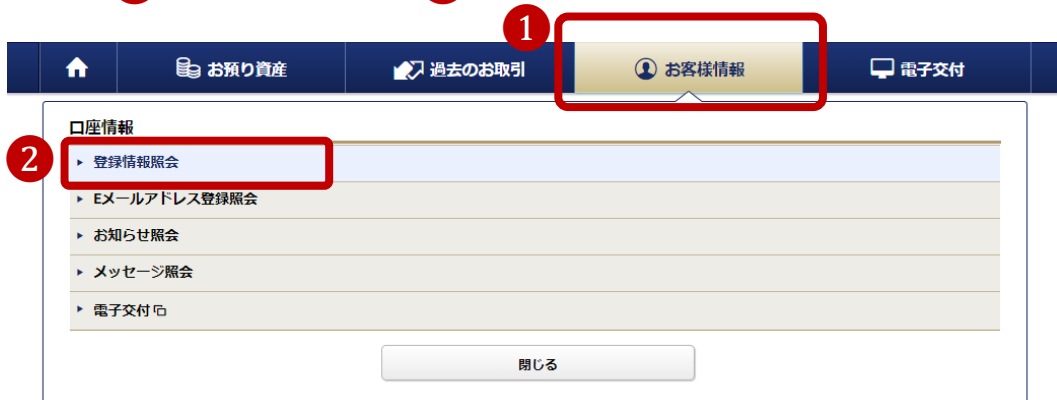 1
お預り資産 過去のお取引 お客様情報 電子交付
口座情報
2
登録情報照会
Eメールアドレス登録照会
お知らせ照会
メッセージ照会
電子交付
閉じる